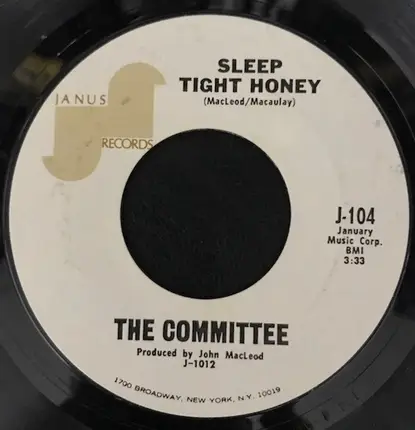 SLEEP
TIGHT HONEY
(MacLeod/Macaulay)
JANUS
RECORDS
J-104
January
Music Corp.
BMI
3:33
THE COMMITTEE
Produced by John MacLeod
J-1012
1700 BROADWAY, NEW YORK, N.Y. 10019